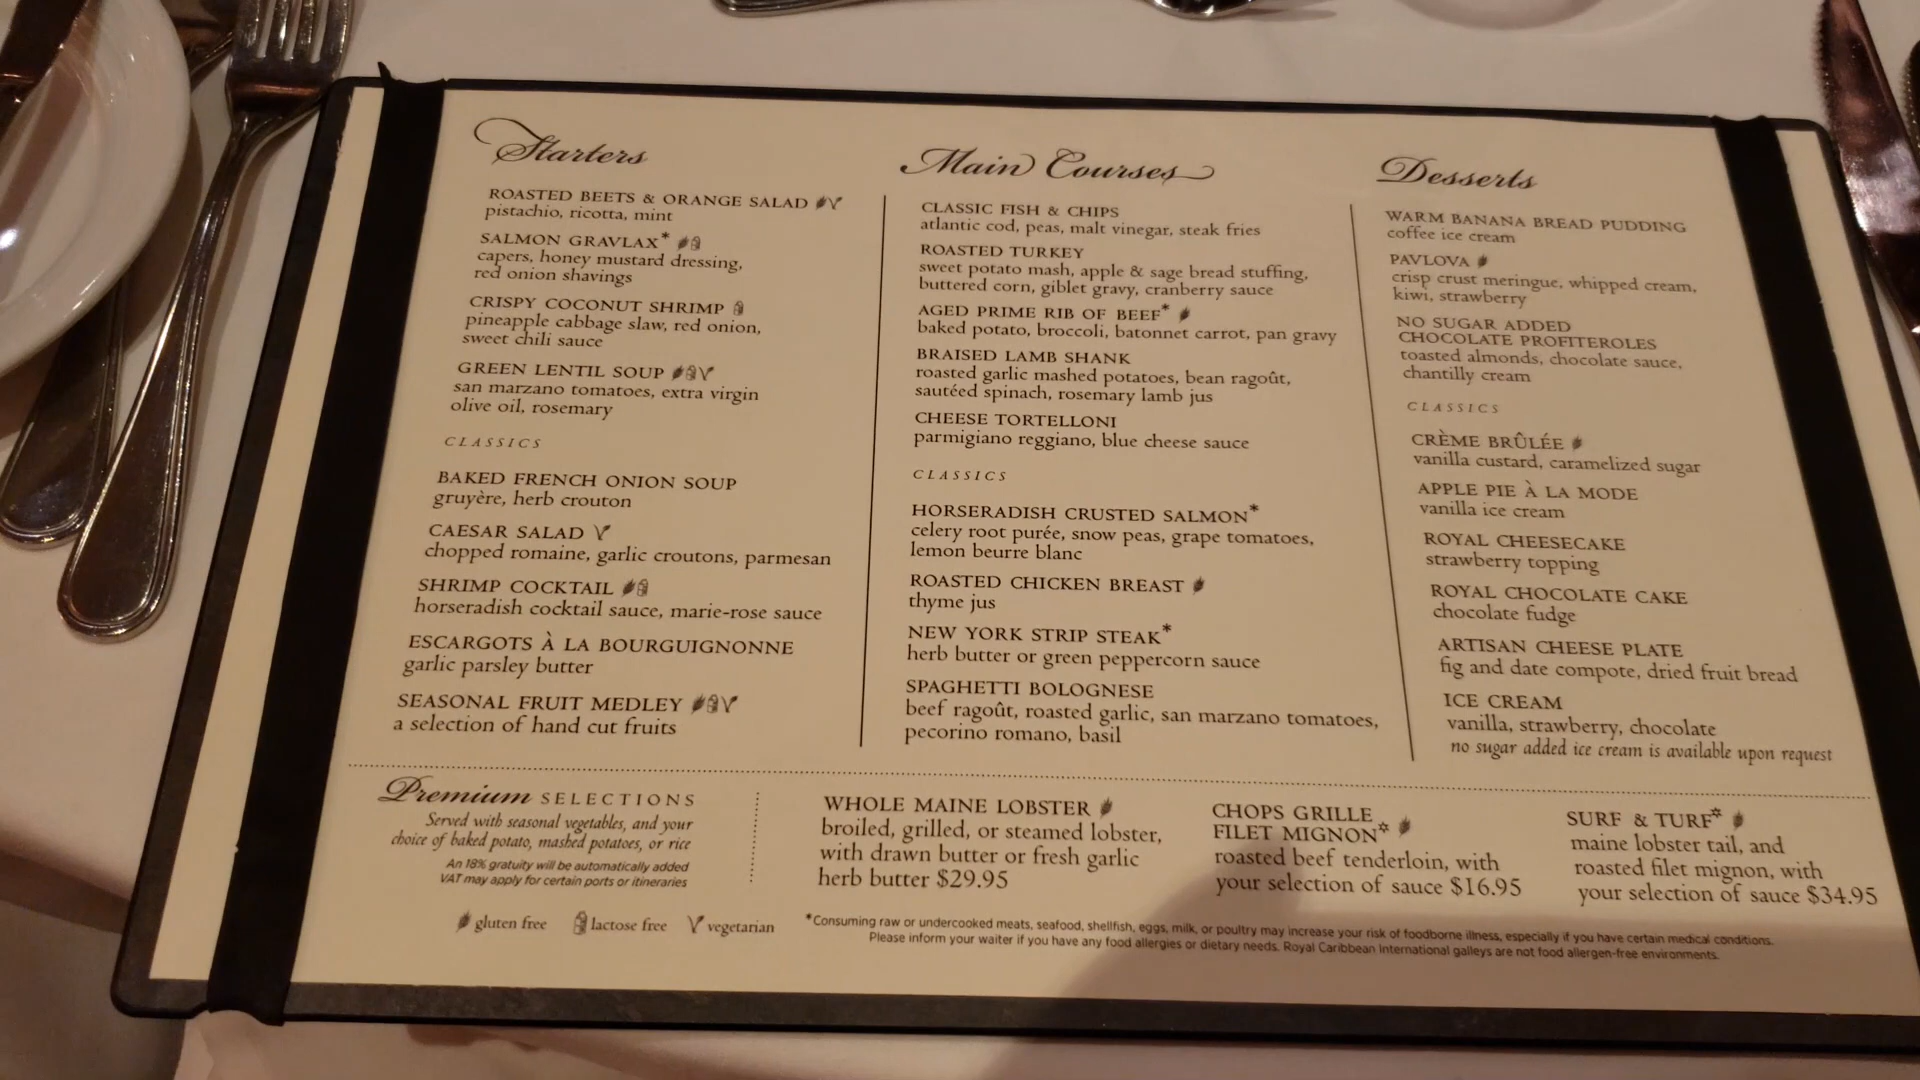 Starters
ROASTED BEETS & ORANGE SALAD
pistachio, ricotta, mint
SALMON GRAVLAX*
capers, honey mustard dressing,
red onion shavings
CRISPY COCONUT SHRIMP
pineapple cabbage slaw, red onion,
sweet chili sauce
GREEN LENTIL SOUP
san marzano tomatoes, extra virgin
olive oil, rosemary
CLASSICS
BAKED FRENCH ONION SOUP
gruyère, herb crouton
CAESAR SALAD
chopped romaine, garlic croutons, parmesan
SHRIMP COCKTAIL
horseradish cocktail sauce, marie-rose sauce
ESCARGOTS À LA BOURGUIGNONNE
garlic parsley butter
SEASONAL FRUIT MEDLEY
a selection of hand cut fruits
Main Courses
CLASSIC FISH & CHIPS
atlantic cod, peas, malt vinegar, steak fries
ROASTED TURKEY
sweet potato mash, apple & sage bread stuffing,
buttered corn, giblet gravy, cranberry sauce
AGED PRIME RIB OF BEEF*
baked potato, broccoli, batonnet carrot, pan gravy
BRAISED LAMB SHANK
roasted garlic mashed potatoes, bean ragoût,
sautéed spinach, rosemary lamb jus
CHEESE TORTELLONI
parmigiano reggiano, blue cheese sauce
CLASSICS
HORSERADISH CRUSTED SALMON*
celery root purée, snow peas, grape tomatoes,
lemon beurre blanc
ROASTED CHICKEN BREAST
thyme jus
NEW YORK STRIP STEAK*
herb butter or green peppercorn sauce
SPAGHETTI BOLOGNESE
beef ragoût, roasted garlic, san marzano tomatoes,
pecorino romano, basil
Desserts
WARM BANANA BREAD PUDDING
coffee ice cream
PAVLOVA
crisp crust meringue, whipped cream,
kiwi, strawberry
NO SUGAR ADDED
CHOCOLATE PROFITEROLES
toasted almonds, chocolate sauce,
chantilly cream
CLASSICS
CRÈME BRÛLÉE
vanilla custard, caramelized sugar
APPLE PIE À LA MODE
vanilla ice cream
ROYAL CHEESECAKE
strawberry topping
ROYAL CHOCOLATE CAKE
chocolate fudge
ARTISAN CHEESE PLATE
fig and date compote, dried fruit bread
ICE CREAM
vanilla, strawberry, chocolate
no sugar added ice cream is available upon request
Premium SELECTIONS
Served with seasonal vegetables, and your
choice of baked potato, mashed potatoes, or rice
An 18% gratuity will be automatically added
VAT may apply for certain ports or itineraries
WHOLE MAINE LOBSTER
broiled, grilled, or steamed lobster,
with drawn butter or fresh garlic
herb butter $29.95
CHOPS GRILLE
FILET MIGNON*
roasted beef tenderloin, with
your selection of sauce $16.95
SURF & TURF*
maine lobster tail, and
roasted filet mignon, with
your selection of sauce $34.95
gluten free lactose free vegetarian
*Consuming raw or undercooked meats, seafood, shellfish, eggs, milk, or poultry may increase your risk of foodborne illness, especially if you have certain medical conditions.
Please inform your waiter if you have any food allergies or dietary needs. Royal Caribbean International galleys are not food allergen-free environments.